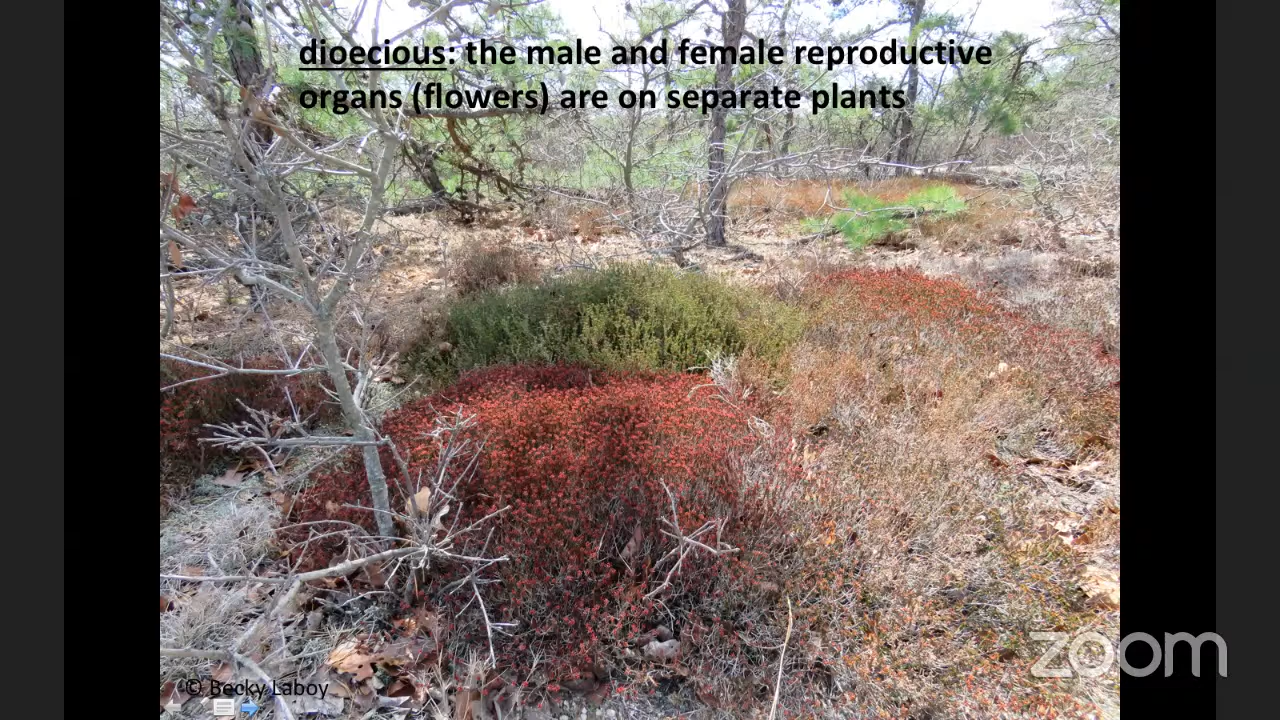 dioecious: the male and female reproductive
organs (flowers) are on separate plants
zoom
© Becky Laboy